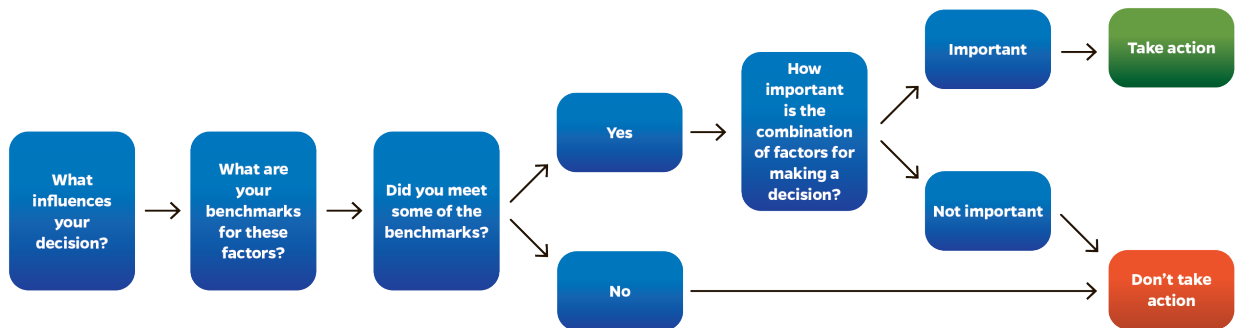 What
influences
your
decision?
What are
your
benchmarks
for these
factors?
Did you meet
some of the
benchmarks?
Yes
No
How
important
is the
combination
of factors for
making a
decision?
Important
Not important
Take action
Don't take
action